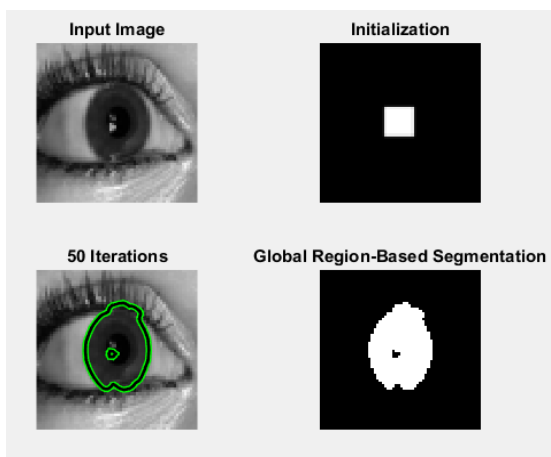 Input Image
Initialization
50 Iterations
Global Region-Based Segmentation